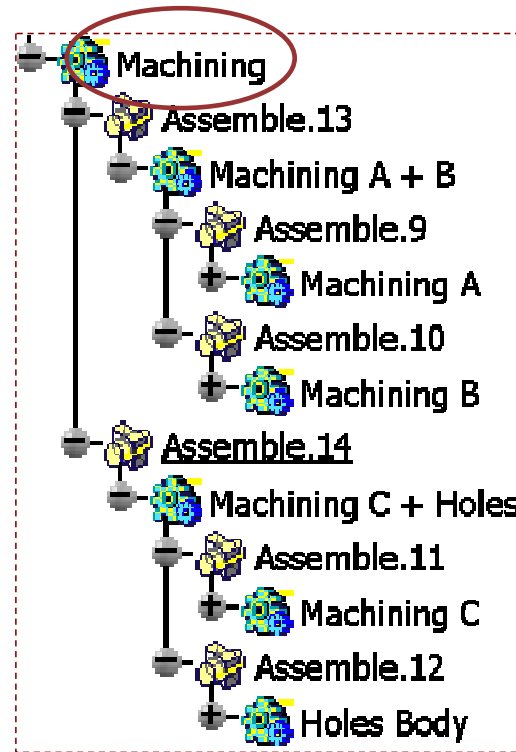 Machining
Assemble.13
Machining A + B
Assemble.9
Machining A
Assemble.10
Machining B
Assemble.14
Machining C + Holes
Assemble.11
Machining C
Assemble.12
Holes Body